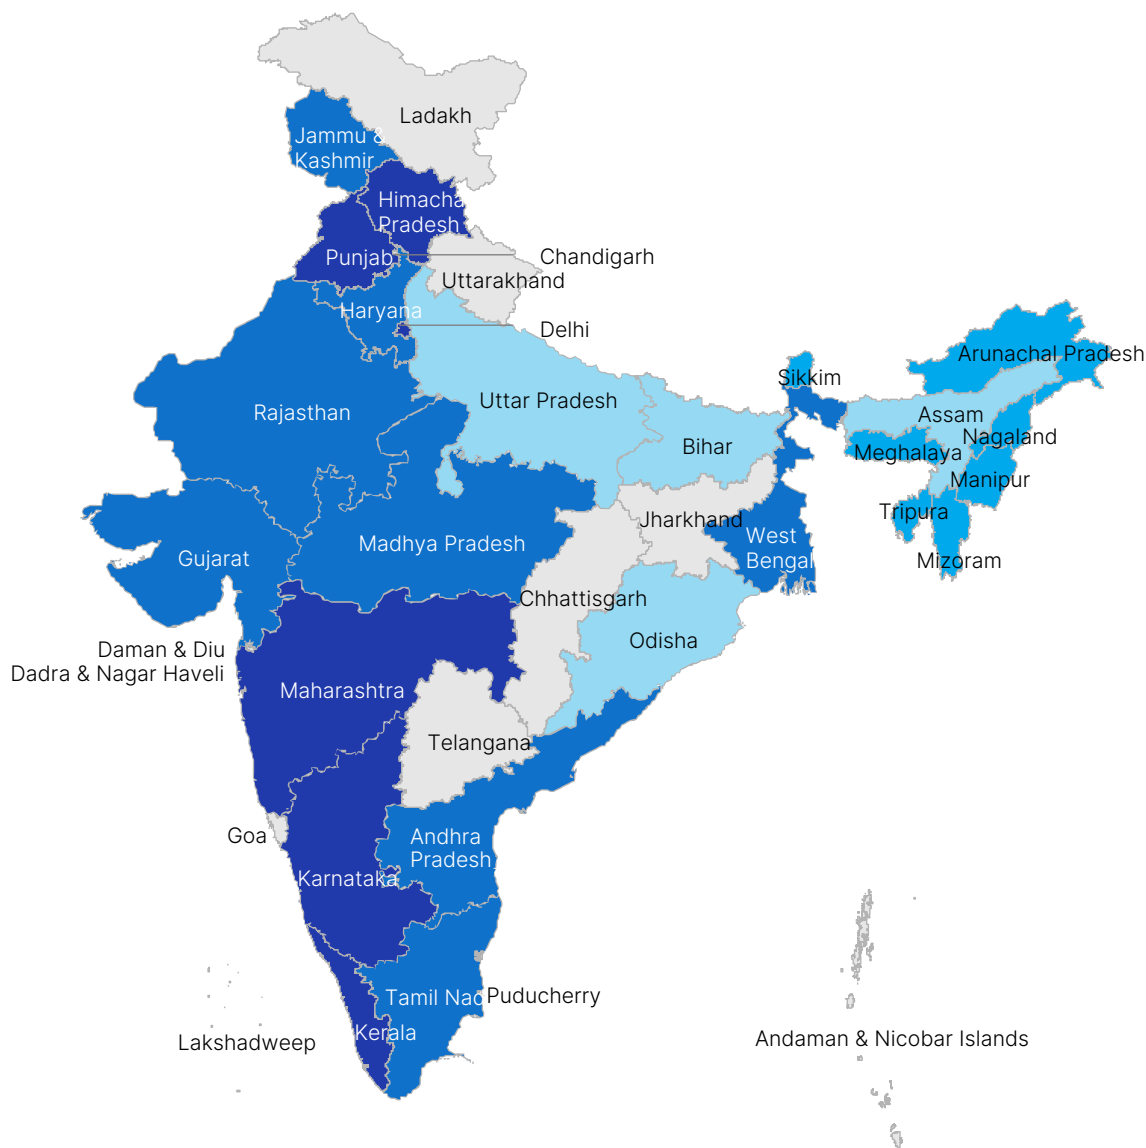 Ladakh
Jammu &
Kashmir
Himacha
Pradesh
Punjab
Chandigarh
Uttarakhand
Haryana
Delhi
Arunachal Pradesh
Sikkim
Rajasthan
Uttar Pradesh
Assam
Bihar
Nagaland
Meghalaya
Manipur
Tripura
Jharkhand
West
Bengal
Madhya Pradesh
Gujarat
Mizoram
Chhattisgarh
Odisha
Daman & Diu
Dadra & Nagar Haveli
Maharashtra
Telangana
Goa
Andhra
Pradesh
Karnataka
Tamil Nad
Puducherry
Kerala
Lakshadweep
Andaman & Nicobar Islands